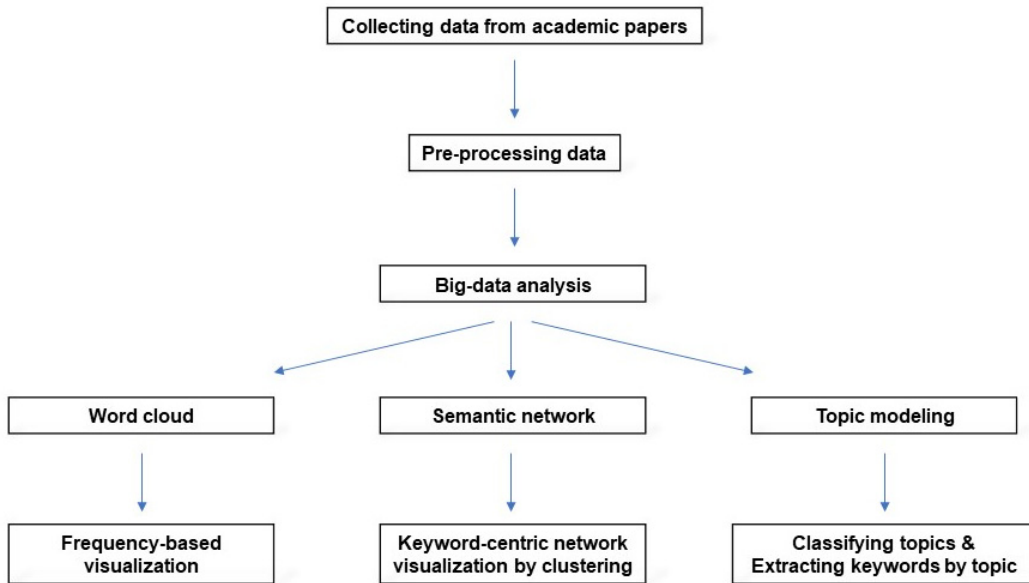 Collecting data from academic papers
Pre-processing data
Big-data analysis
Word cloud
Semantic network
Topic modeling
Frequency-based
visualization
Keyword-centric network
visualization by clustering
Classifying topics &
Extracting keywords by topic